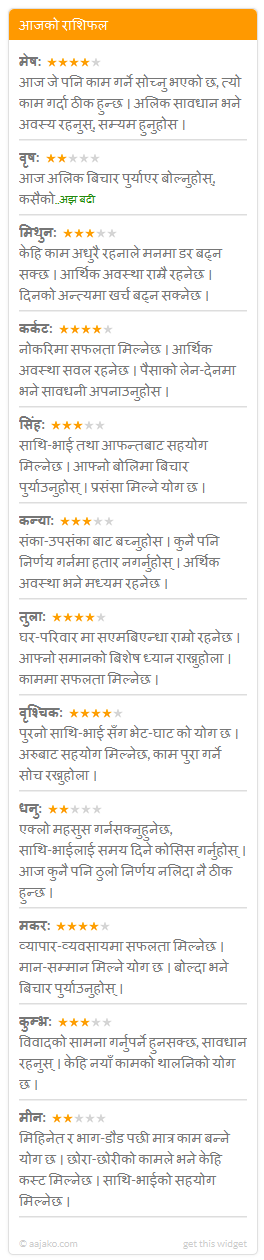 आजको राशिफल
मेष:
आज जे पनि काम गर्ने सोच्नु भएको छ, त्यो
काम गर्दा ठीक हुन्छ । अलिक सावधान भने
अवस्य रहनुस्, सम्यम हुनुहोस ।
वृष:
आज अलिक बिचार पुर्याएर बोल्नुहोस्,
कसैको..अझ बढी
मिथुन:
केहि काम अधुरै रहनाले मनमा डर बढ्न
सक्छ । आर्थिक अवस्था राम्रै रहनेछ ।
दिनको अन्त्यमा खर्च बढ्न सक्नेछ ।
कर्कट:
नोकरिमा सफलता मिल्नेछ । आर्थिक
अवस्था सवल रहनेछ । पैसाको लेन-देनमा
भने सावधनी अपनाउनुहोस ।
सिंह:
साथि-भाई तथा आफन्तबाट सहयोग
मिल्नेछ । आफ्नो बोलिमा बिचार
पुर्याउनुहोस् । प्रसंसा मिल्ने योग छ ।
कन्या:
संका-उपसंका बाट बच्नुहोस । कुनै पनि
निर्णय गर्नमा हतार नगर्नुहोस् । अर्थिक
अवस्था भने मध्यम रहनेछ ।
तुला:
घर-परिवार मा सएमबिएन्धा राम्रो रहनेछ ।
आफ्नो समानको बिशेष ध्यान राख्नुहोला ।
काममा सफलता मिल्नेछ ।
वृश्चिक:
पुरनो साथि-भाई सँग भेट-घाट को योग छ ।
अरुबाट सहयोग मिल्नेछ, काम पुरा गर्ने
सोच रख्नुहोला ।
धनु:
एक्लो महसुस गर्नसक्नुहुनेछ,
साथि-भाईलाई समय दिने कोसिस गर्नुहोस् ।
आज कुनै पनि ठुलो निर्णय नलिदा नै ठीक
हुन्छ ।
मकर:
व्यापार-व्यवसायमा सफलता मिल्नेछ ।
मान-सम्मान मिल्ने योग छ । बोल्दा भने
बिचार पुर्याउनुहोस् ।
कुम्भ:
विवादको सामना गर्नुपर्ने हुनसक्छ, सावधान
रहनुस् । केहि नयाँ कामको थालनिको योग
छ ।
मीन:
मिहिनेत र भाग-डौड पछी मात्र काम बन्ने
योग छ । छोरा-छोरीको कामले भने केहि
कस्ट मिल्नेछ । साथि-भाईको सहयोग
मिल्नेछ ।
© aajako.com get this widget